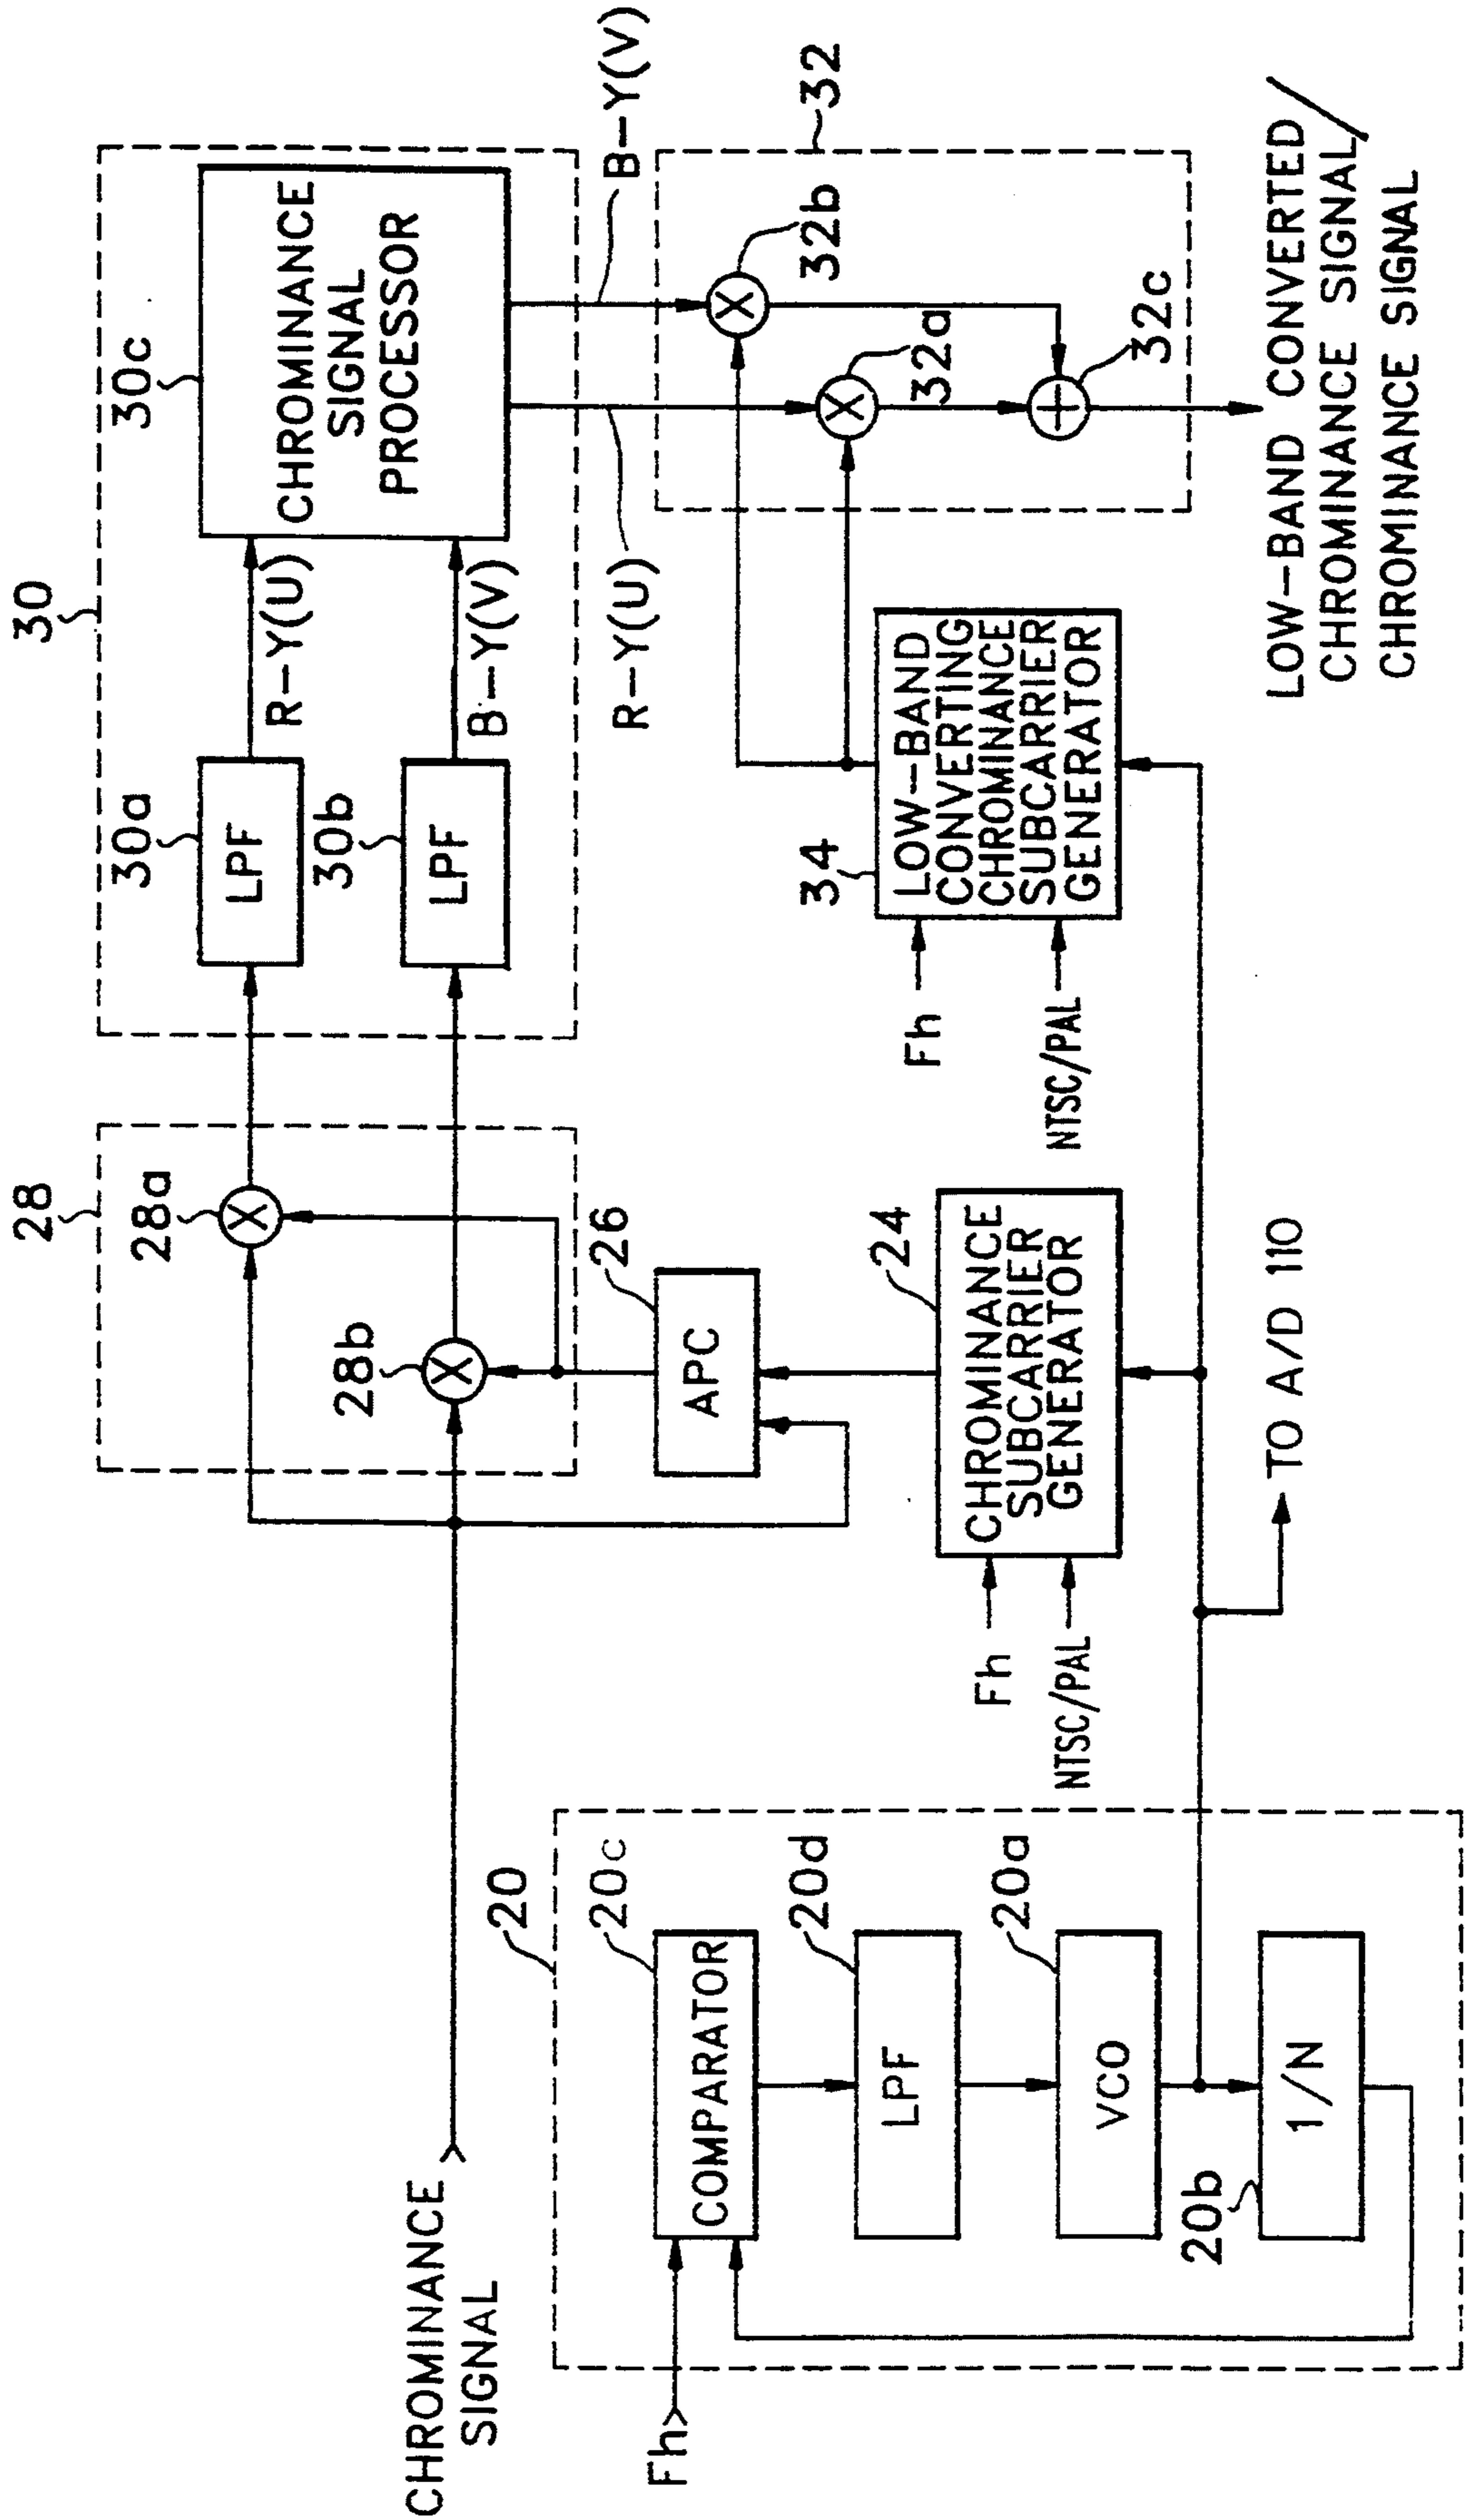 30
30c
CHROMINANCE
SIGNAL
PROCESSOR
30a
LPF
R-Y(U)
30b
LPF
B-Y(V)
28
28a
X
28b
X
26
APC
24
CHROMINANCE
SUBCARRIER
GENERATOR
Fh
NTSC/PAL
CHROMINANCE
SIGNAL
R-Y(U)
B-Y(V)
32
32b
X
32a
X
32c
+
34
LOW-BAND
CONVERTING
CHROMINANCE
SUBCARRIER
GENERATOR
Fh
NTSC/PAL
20
20c
COMPARATOR
Fh
20d
LPF
20a
VCO
20b
1/N
TO A/D 110
LOW-BAND CONVERTED/
CHROMINANCE SIGNAL/
CHROMINANCE SIGNAL